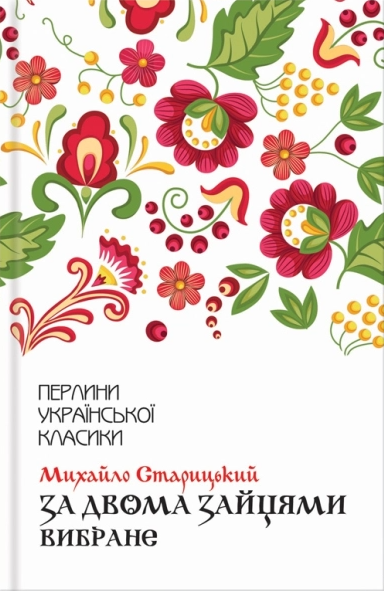 ПЕРЛИНИ
УКРАЇНСЬКОЇ
КЛАСИКИ
Михайло Старицький
ЗА ДВОМА ЗАЙЦЯМИ
ВИБРАНЕ